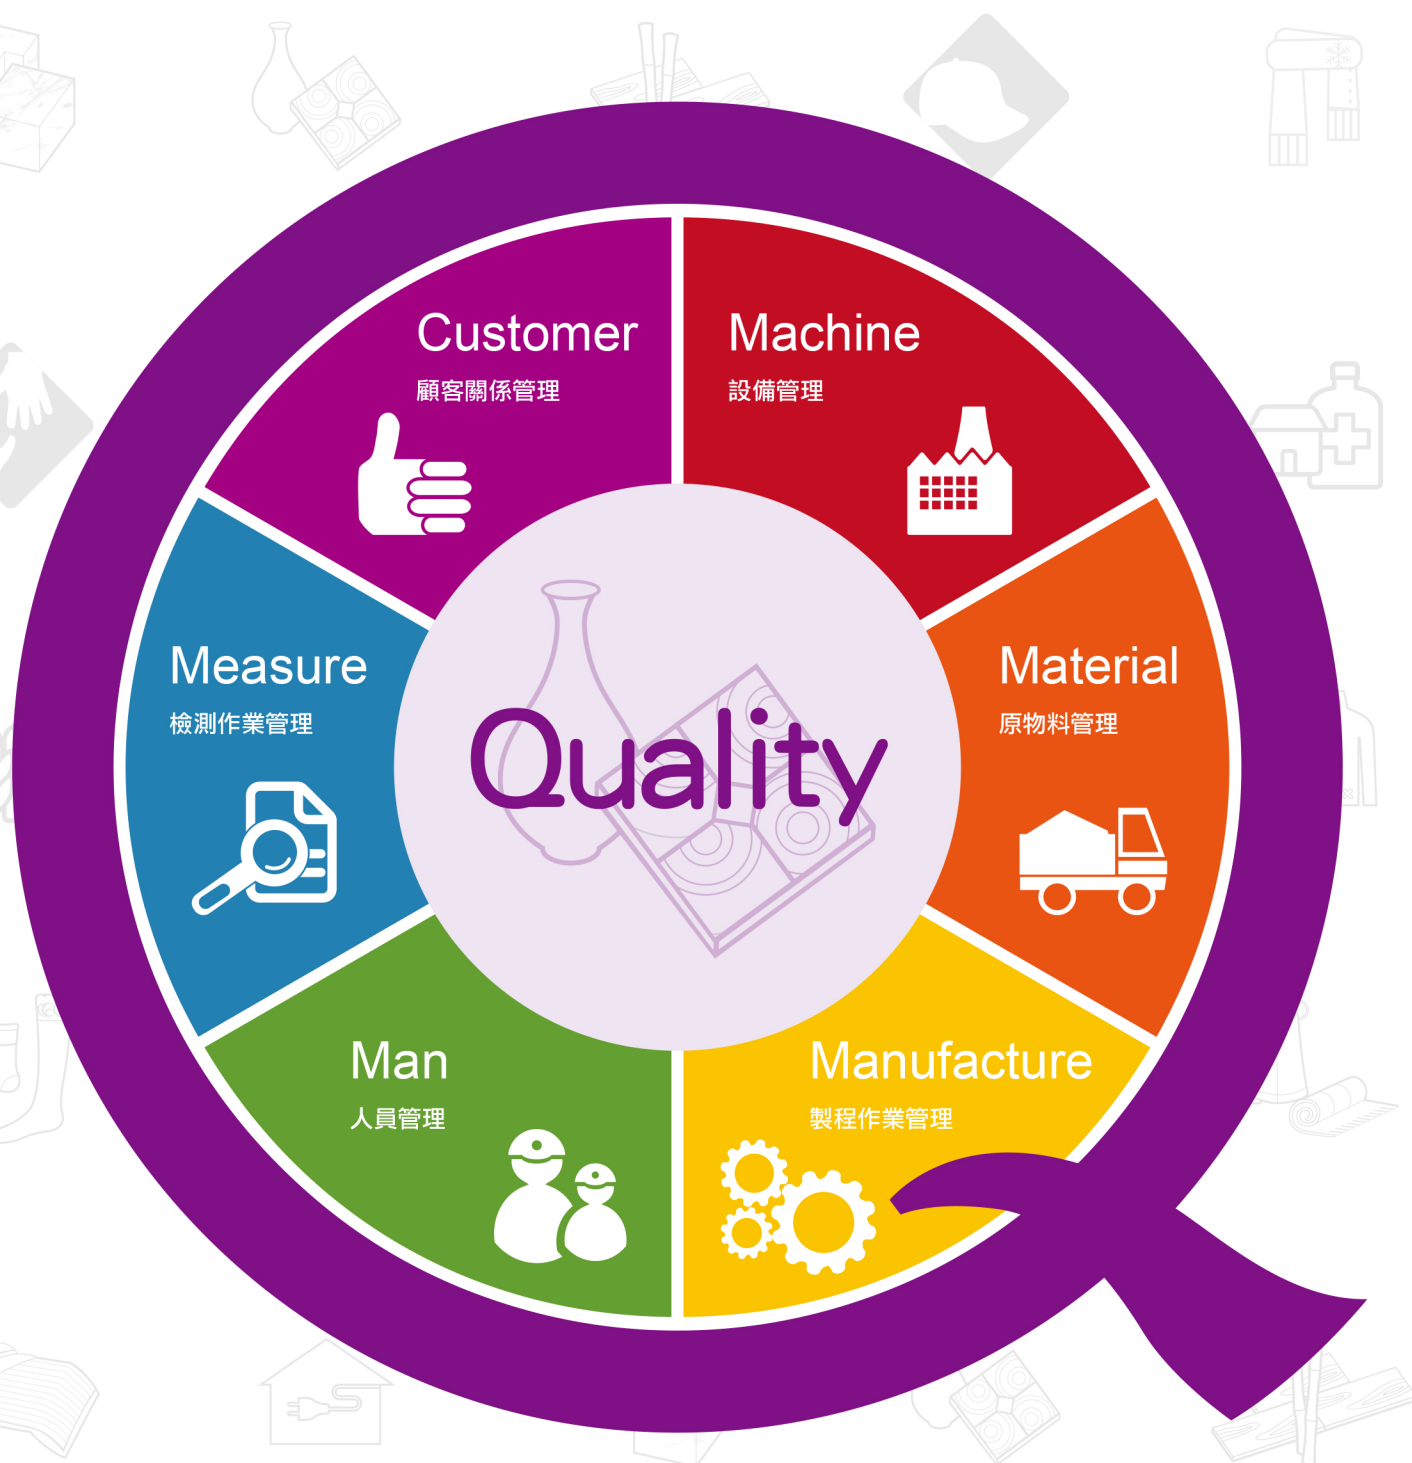 Customer
顧客關係管理
Machine
設備管理
Measure
檢測作業管理
Material
原物料管理
Quality
Man
人員管理
Manufacture
製程作業管理